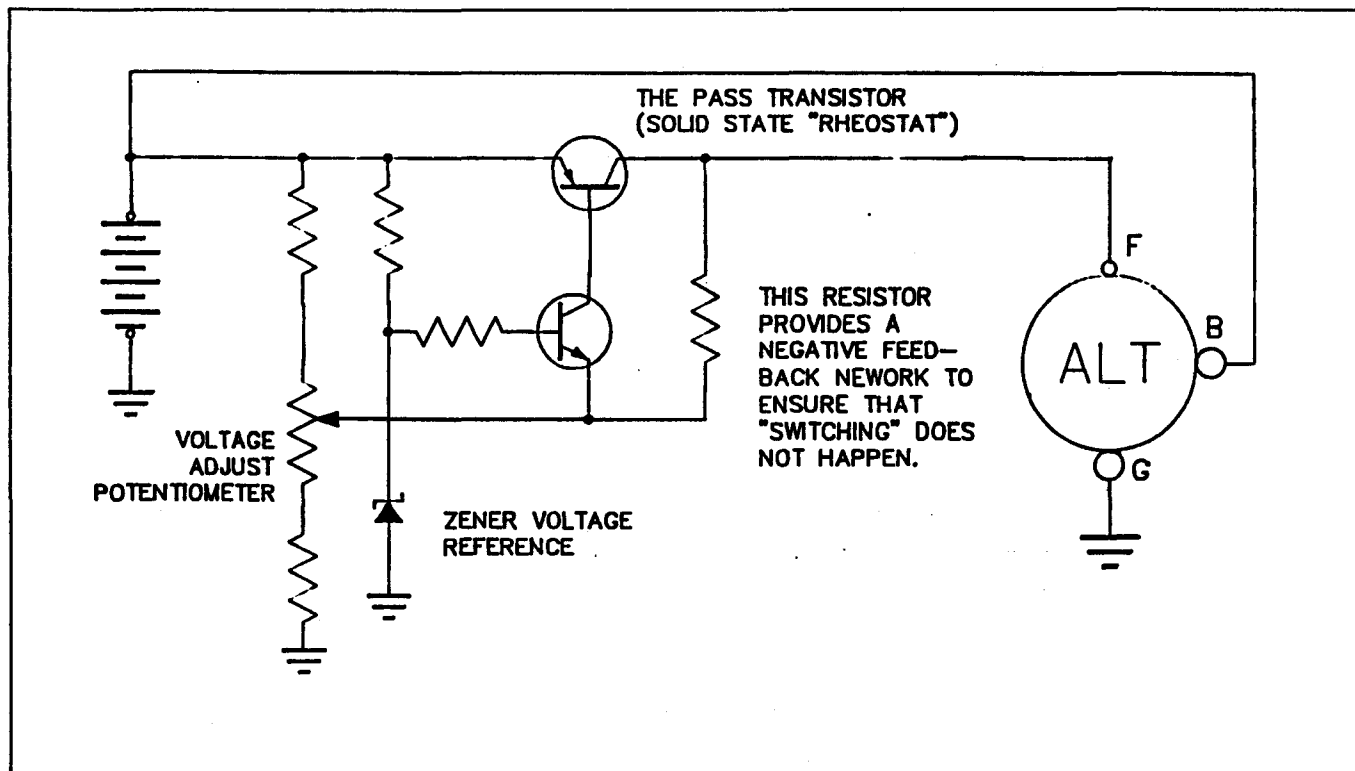 THE PASS TRANSISTOR
(SOLID STATE "RHEOSTAT")
THIS RESISTOR
PROVIDES A
NEGATIVE FEED-
BACK NEWORK TO
ENSURE THAT
"SWITCHING" DOES
NOT HAPPEN.
F
B
ALT
G
VOLTAGE
ADJUST
POTENTIOMETER
ZENER VOLTAGE
REFERENCE